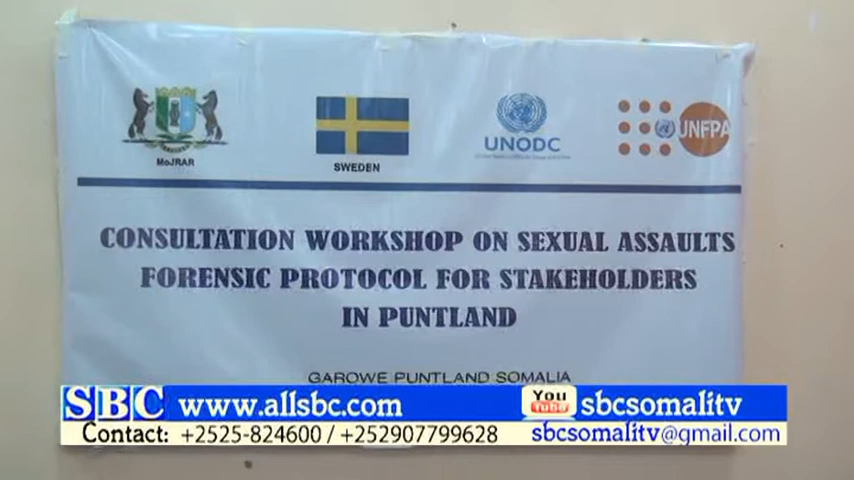 MoJRAR
SWEDEN
UNODC
UNFPA
CONSULTATION WORKSHOP ON SEXUAL ASSAULTS
FORENSIC PROTOCOL FOR STAKEHOLDERS
IN PUNTLAND
GAROWE PUNTLAND SOMALIA
SBC www.allsbc.com You Tube sbcsomalitv
Contact: +2525-824600 / +252907799628 sbcsomalitv@gmail.com